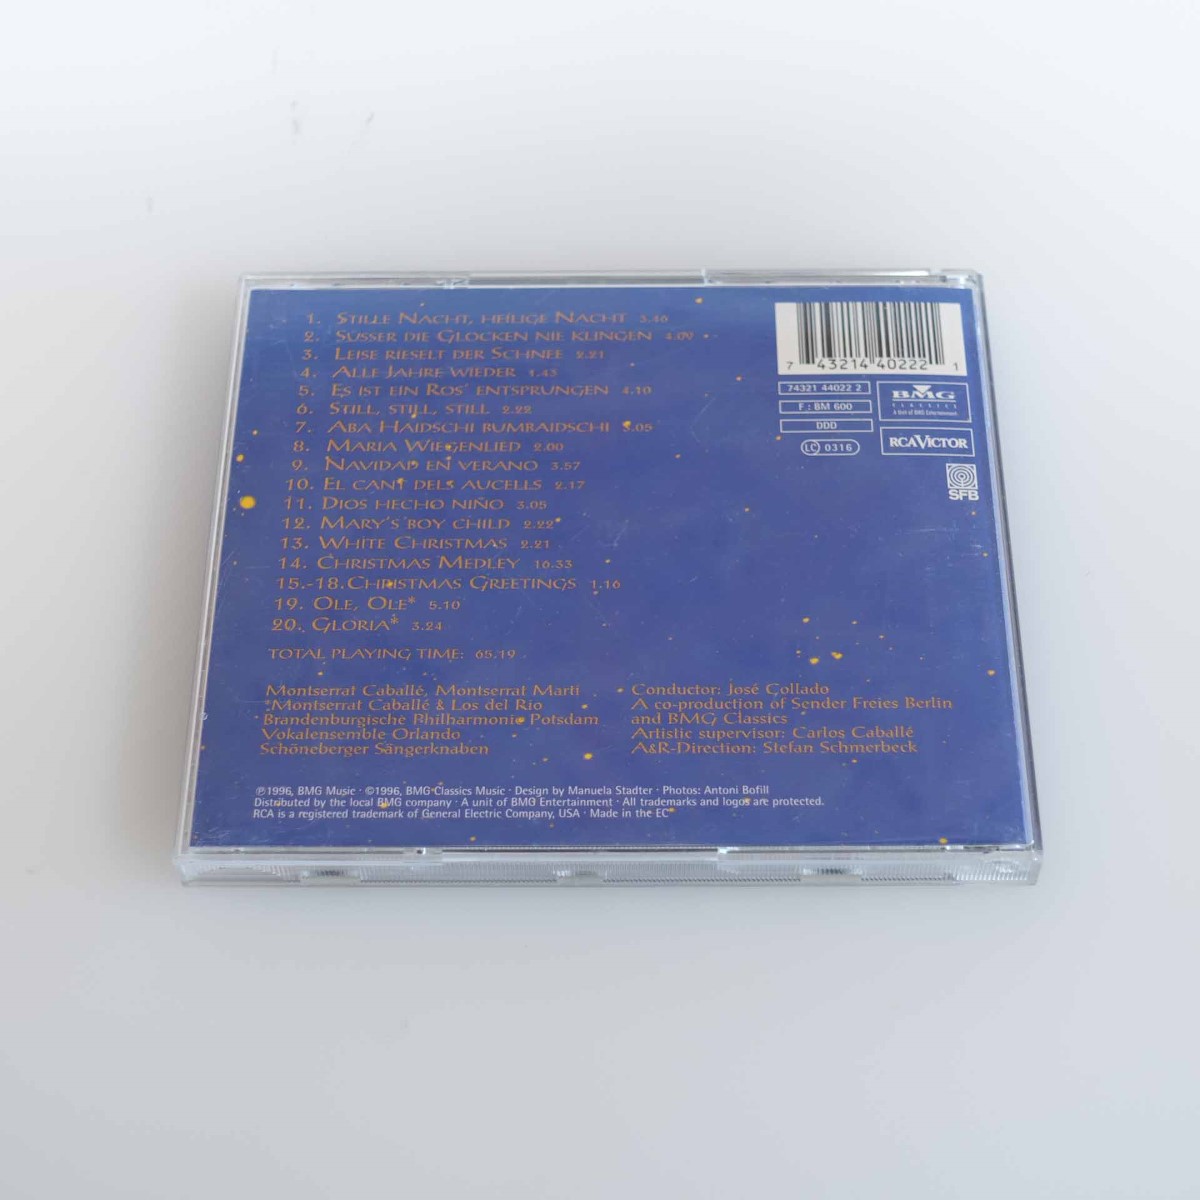 1. Stille Nacht, heilige Nacht 3.46
2. Süsser die Glocken nie klingen 4.09
3. Leise rieselt der Schnee 2.21
4. Alle Jahre wieder 1.43
5. Es ist ein Ros' entsprungen 4.10
6. Still, still, still 2.22
7. Aba Haidschi bumbaidschi 3.05
8. Maria Wiegenlied 2.00
9. Navidad en verano 3.57
10. El cant dels aucells 2.17
11. Dios hecho niño 3.05
12. Mary's boy child 2.22
13. White Christmas 2.21
14. Christmas Medley 16.33
15.-18. Christmas Greetings 1.16
19. Ole, Ole* 5.10
20. Gloria* 3.24
total playing time: 65.19
Montserrat Caballé, Montserrat Martí
*Montserrat Caballé & Los del Rio
Brandenburgische Philharmonie Potsdam
Vokalensemble Orlando
Schöneberger Sängerknaben
Conductor: José Collado
A co-production of Sender Freies Berlin
and BMG Classics
Artistic supervisor: Carlos Caballé
A&R-Direction: Stefan Schmerbeck
℗1996, BMG Music · ©1996, BMG Classics Music · Design by Manuela Stadter · Photos: Antoni Bofill
Distributed by the local BMG company · A unit of BMG Entertainment · All trademarks and logos are protected.
RCA is a registered trademark of General Electric Company, USA · Made in the EC
7 43214 40222 1
74321 44022 2
F : BM 600
DDD
LC 0316
BMG
CLASSICS
A Unit of BMG Entertainment
RCA VICTOR
SFB